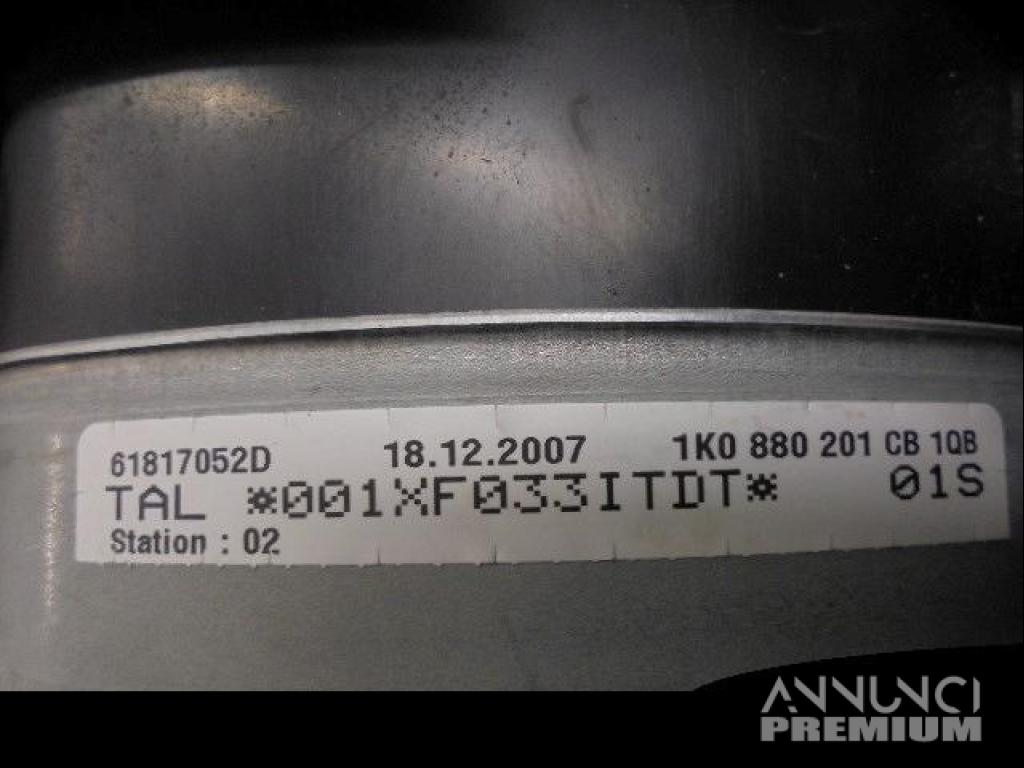 61817052D 18.12.2007 1K0 880 201 CB 1QB
TAL *001XF033ITDT* 01S
Station : 02
ANNUNCI
PREMIUM